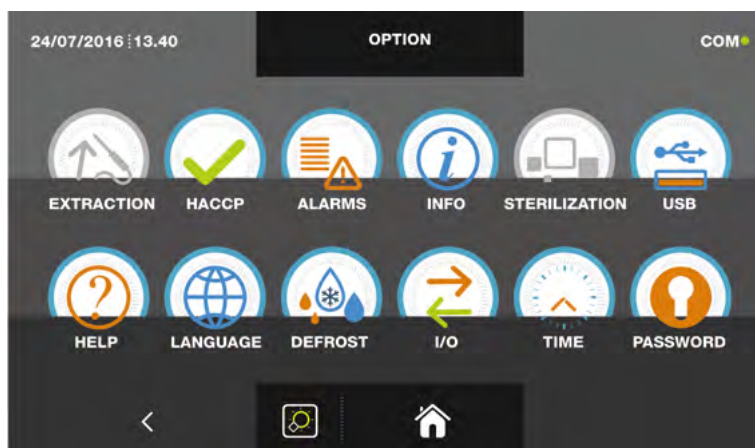 24/07/2016 13.40
OPTION
COM
EXTRACTION HACCP ALARMS INFO STERILIZATION USB
HELP LANGUAGE DEFROST I/O TIME PASSWORD